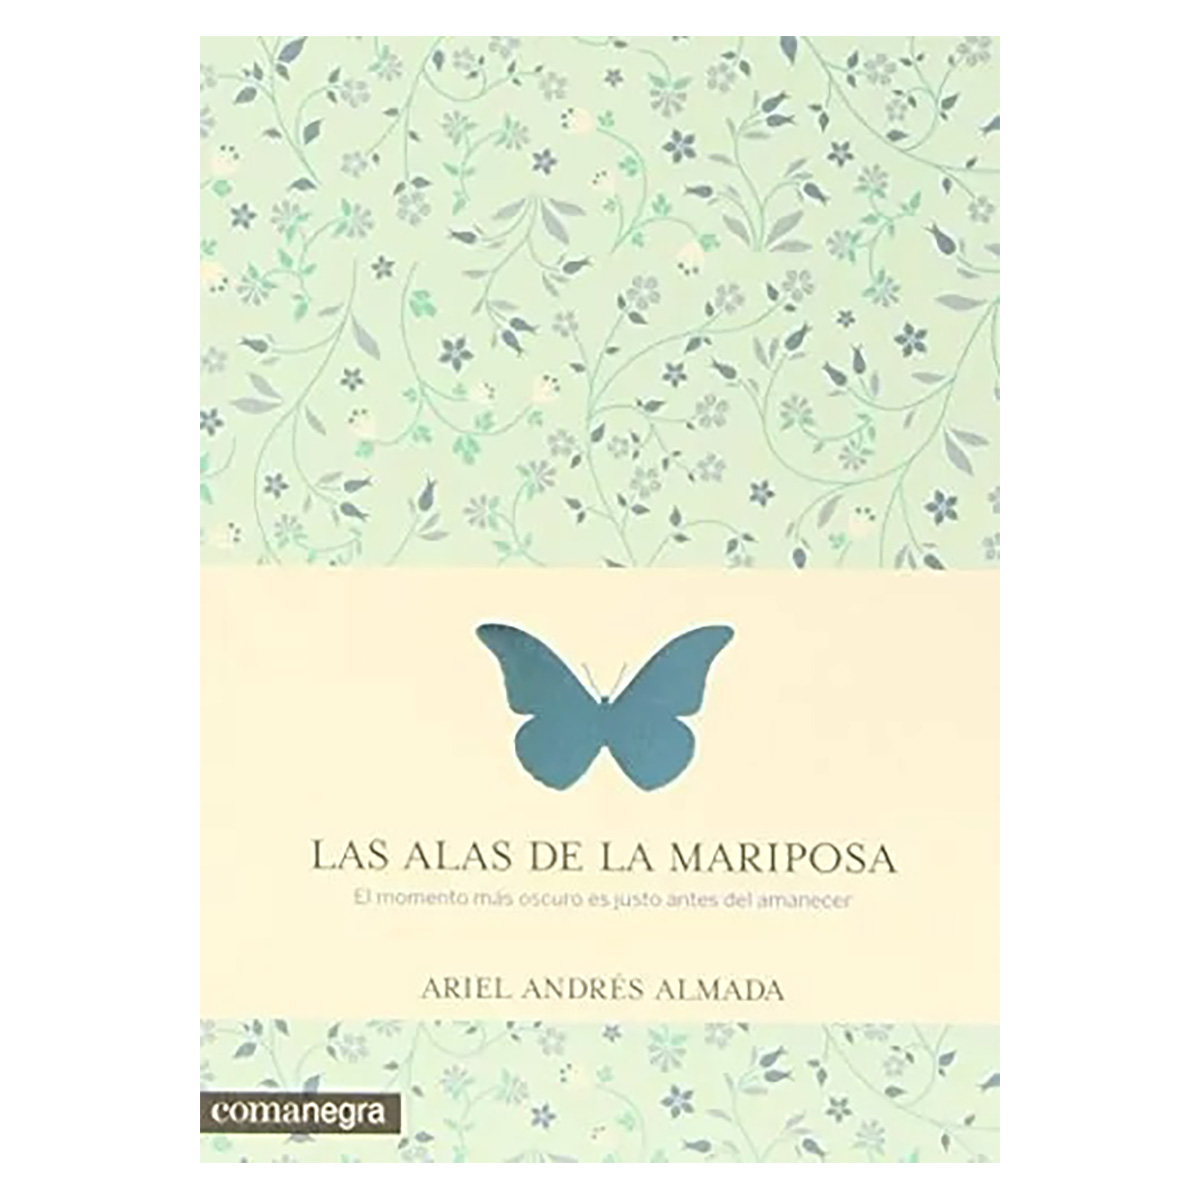 LAS ALAS DE LA MARIPOSA
El momento más oscuro es justo antes del amanecer
ARIEL ANDRÉS ALMADA
comanegra